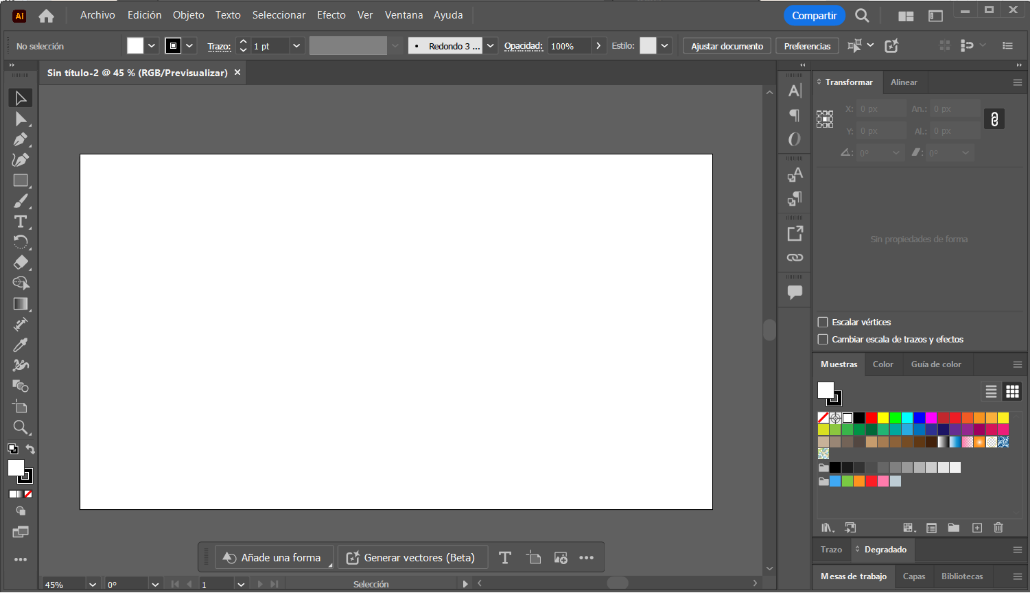 Ai Archivo Edición Objeto Texto Seleccionar Efecto Ver Ventana Ayuda Compartir
No selección Trazo: 1 pt Redondo 3 ... Opacidad: 100% Estilo: Ajustar documento Preferencias
Sin título-2 @ 45 % (RGB/Previsualizar) ×
Transformar Alinear
X: 0 px An.: 0 px
Y: 0 px Al.: 0 px
0° 0°
Sin propiedades de forma
Escalar vértices
Cambiar escala de trazos y efectos
Muestras Color Guía de color
Trazo Degradado
Mesas de trabajo Capas Bibliotecas
Añade una forma Generar vectores (Beta)
45% 0° 1 Selección